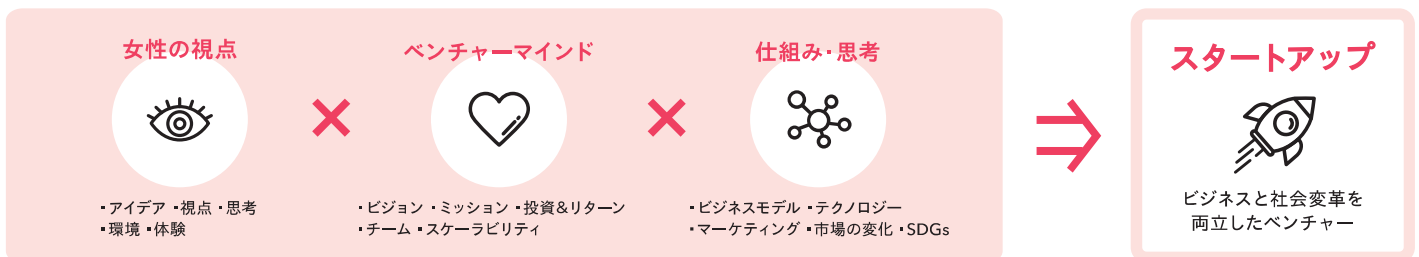 女性の視点
ベンチャーマインド
仕組み・思考
スタートアップ
×
×
⇒
・アイデア ・視点 ・思考
・環境 ・体験
・ビジョン ・ミッション ・投資&リターン
・チーム ・スケーラビリティ
・ビジネスモデル ・テクノロジー
・マーケティング ・市場の変化 ・SDGs
ビジネスと社会変革を
両立したベンチャー